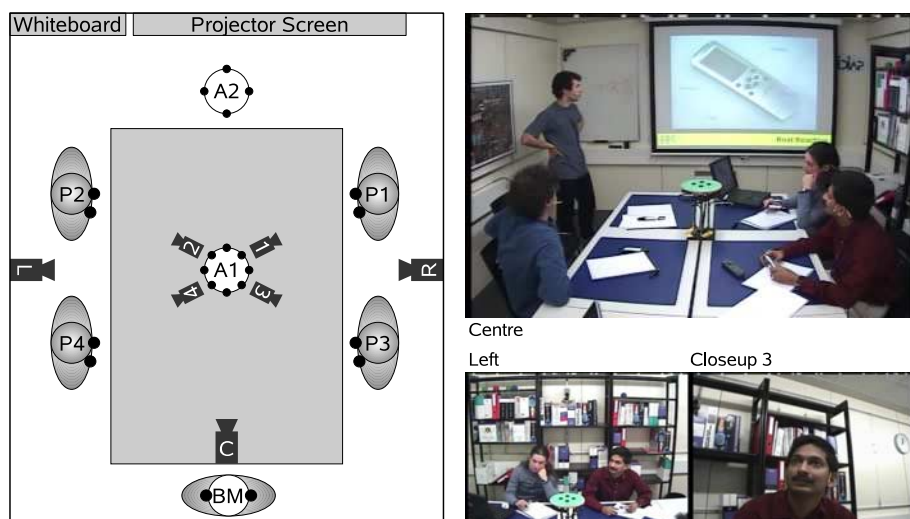 Whiteboard
Projector Screen
A2
P2
P1
2
1
A1
L
R
4
3
P4
P3
C
BM
Centre
Left
Closeup 3